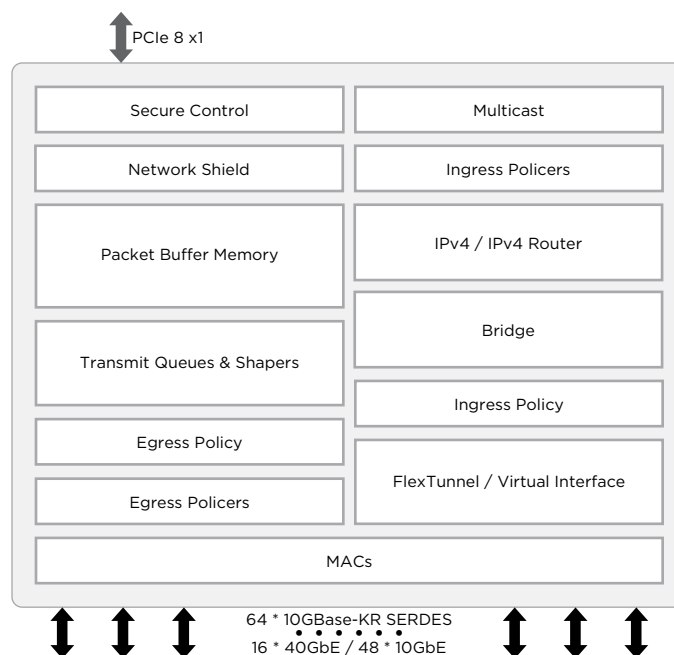 PCIe 8 x1
Secure Control
Multicast
Network Shield
Ingress Policers
Packet Buffer Memory
IPv4 / IPv4 Router
Transmit Queues & Shapers
Bridge
Ingress Policy
Egress Policy
FlexTunnel / Virtual Interface
Egress Policers
MACs
64 * 10GBase-KR SERDES
16 * 40GbE / 48 * 10GbE